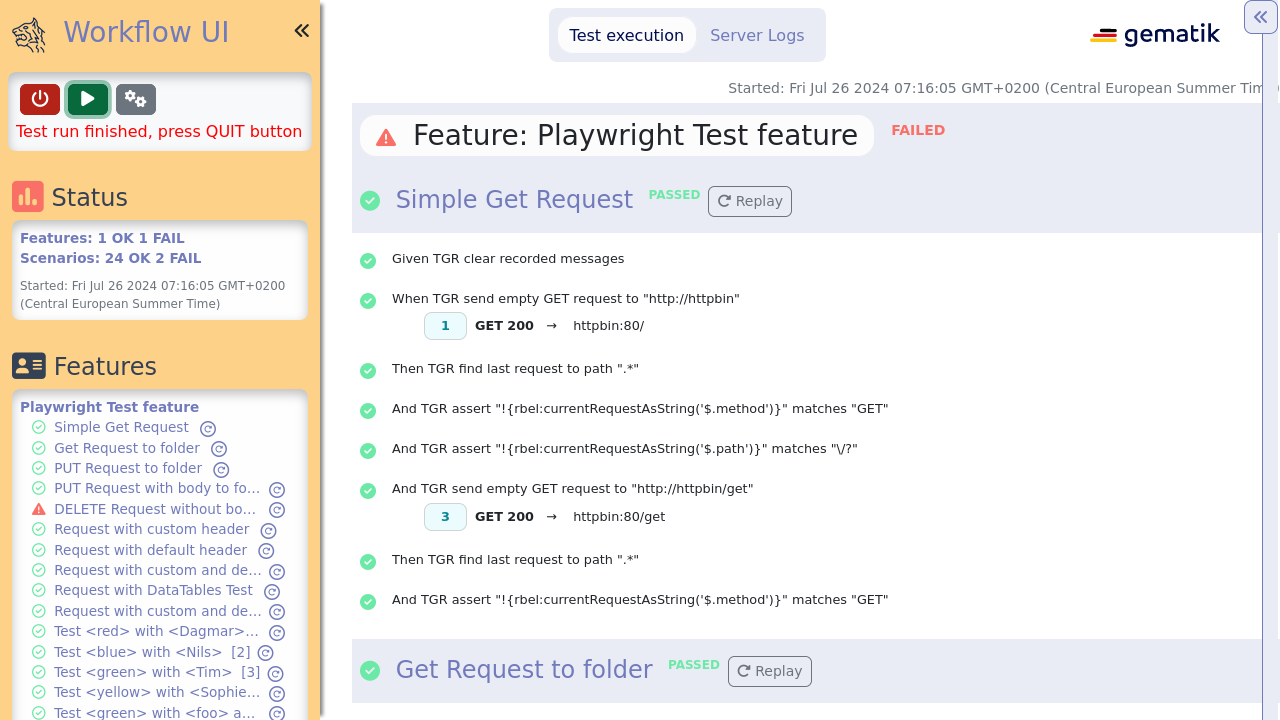 Workflow UI
Test run finished, press QUIT button
Status
Features: 1 OK 1 FAIL
Scenarios: 24 OK 2 FAIL
Started: Fri Jul 26 2024 07:16:05 GMT+0200
(Central European Summer Time)
Features
Playwright Test feature
Simple Get Request
Get Request to folder
PUT Request to folder
PUT Request with body to fo...
DELETE Request without bo...
Request with custom header
Request with default header
Request with custom and de...
Request with DataTables Test
Request with custom and de...
Test <red> with <Dagmar>...
Test <blue> with <Nils> [2]
Test <green> with <Tim> [3]
Test <yellow> with <Sophie...
Test <green> with <foo> a...
Test execution
Server Logs
gematik
Started: Fri Jul 26 2024 07:16:05 GMT+0200 (Central European Summer Tim
Feature: Playwright Test feature FAILED
Simple Get Request PASSED Replay
Given TGR clear recorded messages
When TGR send empty GET request to "http://httpbin"
1 GET 200 → httpbin:80/
Then TGR find last request to path ".*"
And TGR assert "!{rbel:currentRequestAsString('$.method')}" matches "GET"
And TGR assert "!{rbel:currentRequestAsString('$.path')}" matches "\/?"
And TGR send empty GET request to "http://httpbin/get"
3 GET 200 → httpbin:80/get
Then TGR find last request to path ".*"
And TGR assert "!{rbel:currentRequestAsString('$.method')}" matches "GET"
Get Request to folder PASSED Replay